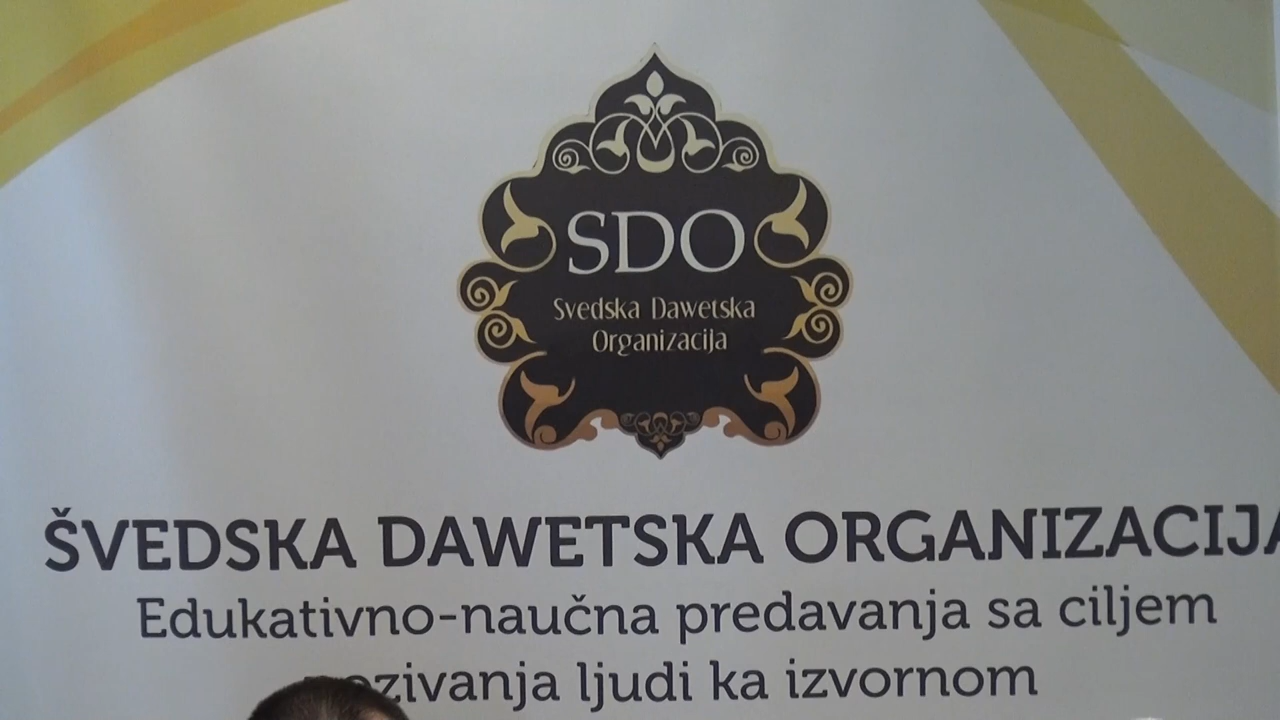 SDO
Svedska Dawetska
Organizacija
ŠVEDSKA DAWETSKA ORGANIZACIJA
Edukativno-naučna predavanja sa ciljem
ljudi ka izvornom